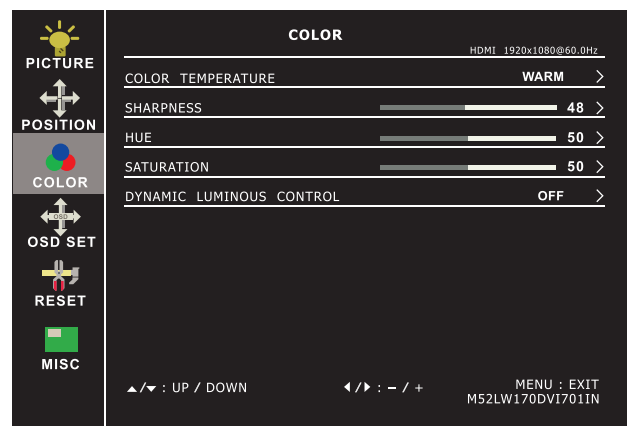 PICTURE
POSITION
COLOR
OSD
OSD SET
RESET
MISC
COLOR
HDMI 1920x1080@60.0Hz
COLOR TEMPERATURE WARM
SHARPNESS 48
HUE 50
SATURATION 50
DYNAMIC LUMINOUS CONTROL OFF
▲/▼ : UP / DOWN ◀/▶ : – / + MENU : EXIT
M52LW170DVI701IN